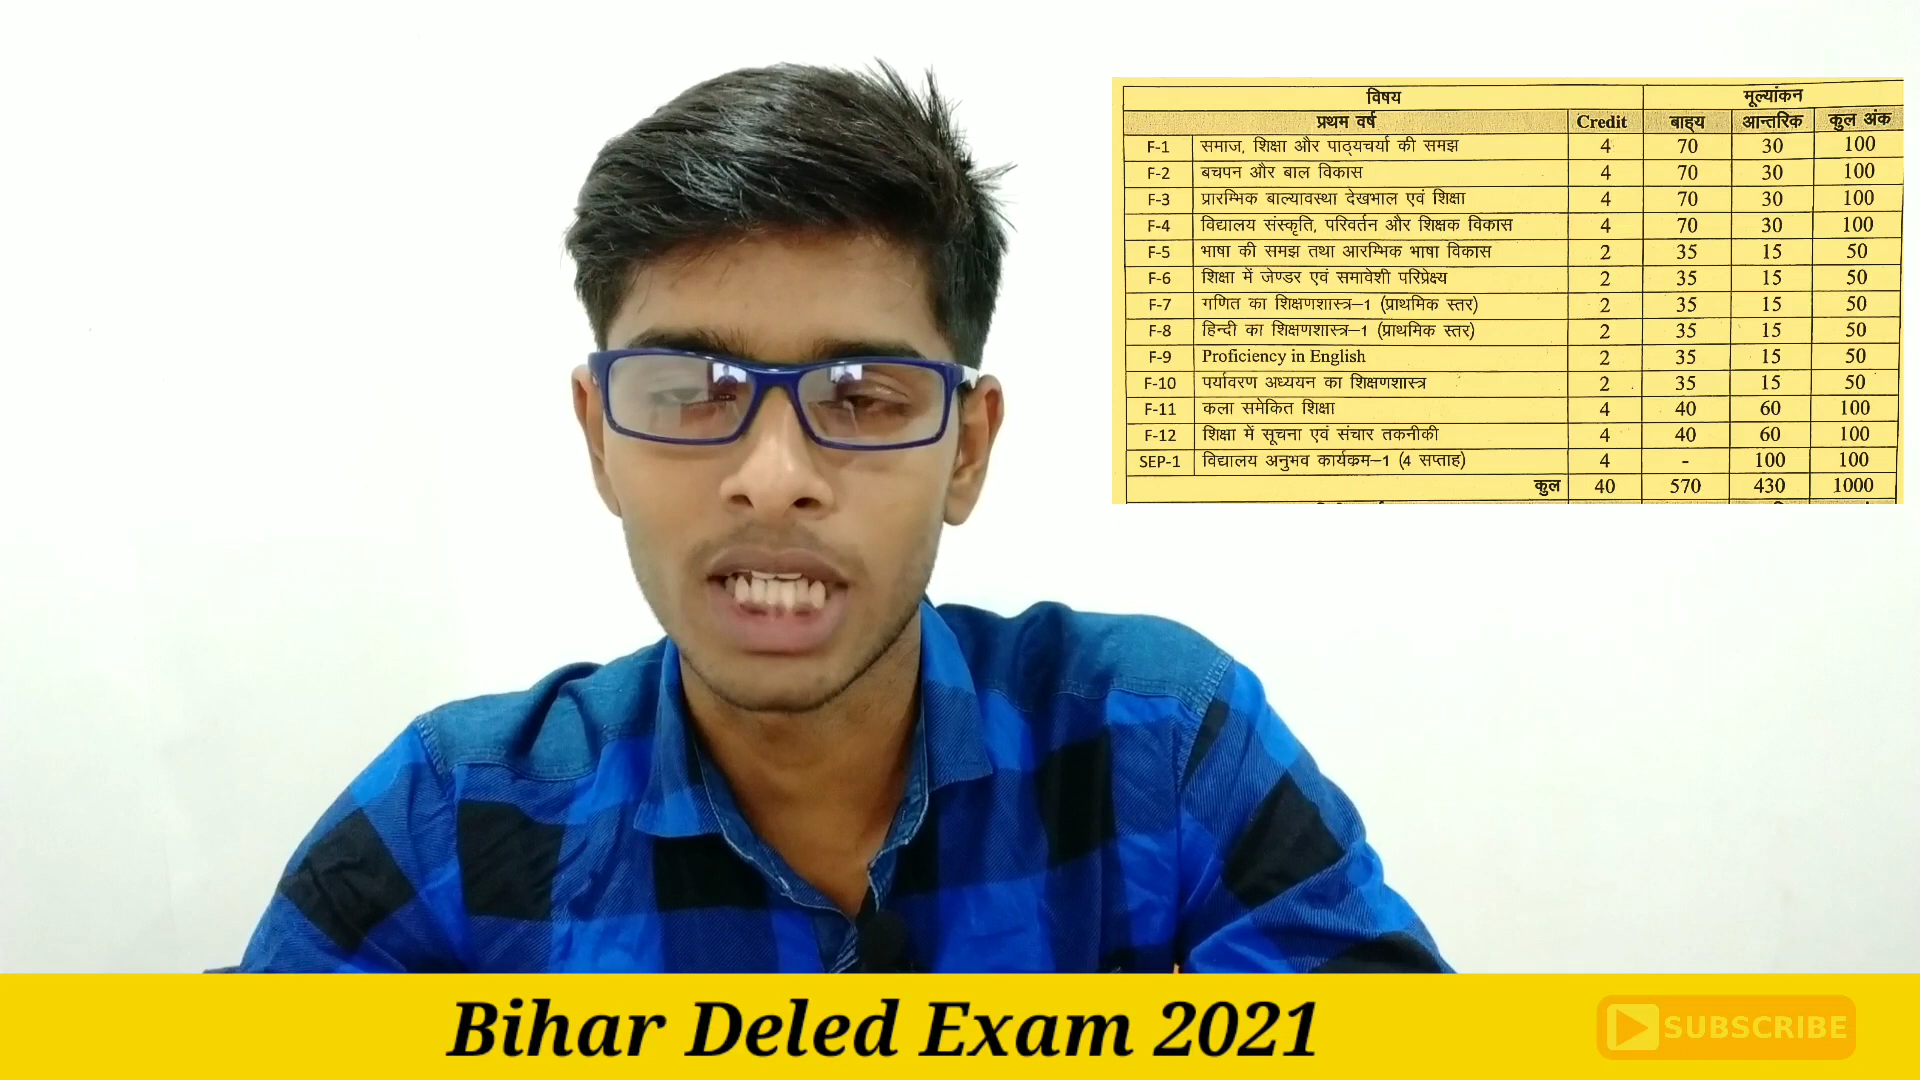 विषय मूल्यांकन
प्रथम वर्ष Credit बाह्य आन्तरिक कुल अंक
F-1 समाज, शिक्षा और पाठ्यचर्या की समझ 4 70 30 100
F-2 बचपन और बाल विकास 4 70 30 100
F-3 प्रारम्भिक बाल्यावस्था देखभाल एवं शिक्षा 4 70 30 100
F-4 विद्यालय संस्कृति, परिवर्तन और शिक्षक विकास 4 70 30 100
F-5 भाषा की समझ तथा आरम्भिक भाषा विकास 2 35 15 50
F-6 शिक्षा में जेण्डर एवं समावेशी परिप्रेक्ष्य 2 35 15 50
F-7 गणित का शिक्षणशास्त्र–1 (प्राथमिक स्तर) 2 35 15 50
F-8 हिन्दी का शिक्षणशास्त्र–1 (प्राथमिक स्तर) 2 35 15 50
F-9 Proficiency in English 2 35 15 50
F-10 पर्यावरण अध्ययन का शिक्षणशास्त्र 2 35 15 50
F-11 कला समेकित शिक्षा 4 40 60 100
F-12 शिक्षा में सूचना एवं संचार तकनीकी 4 40 60 100
SEP-1 विद्यालय अनुभव कार्यक्रम–1 (4 सप्ताह) 4 - 100 100
कुल 40 570 430 1000
Bihar Deled Exam 2021
SUBSCRIBE